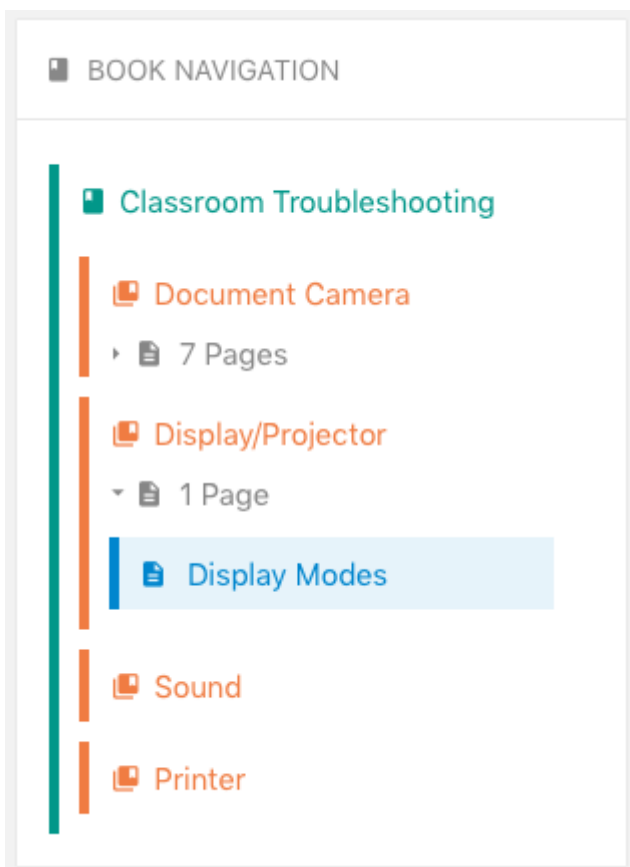 BOOK NAVIGATION
Classroom Troubleshooting
Document Camera
7 Pages
Display/Projector
1 Page
Display Modes
Sound
Printer